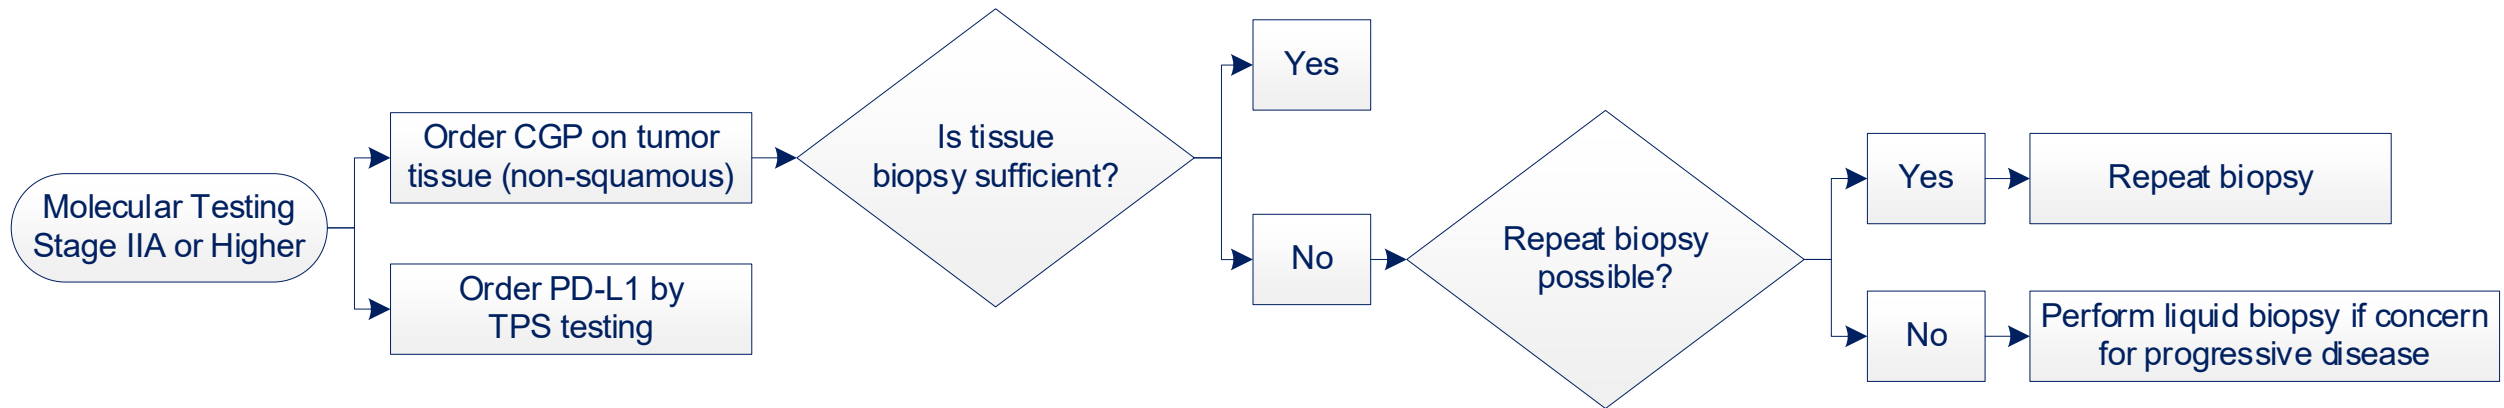 Molecular Testing
Stage IIA or Higher
Order CGP on tumor
tissue (non-squamous)
Order PD-L1 by
TPS testing
Is tissue
biopsy sufficient?
Yes
No
Repeat biopsy
possible?
Yes
Repeat biopsy
No
Perform liquid biopsy if concern
for progressive disease